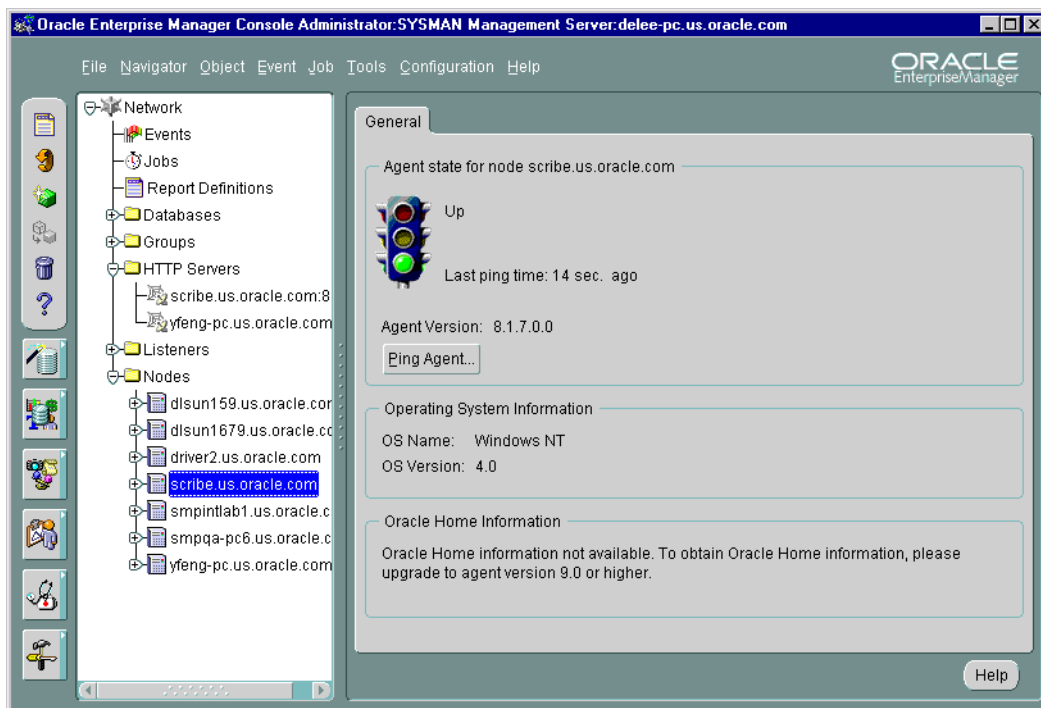 Oracle Enterprise Manager Console Administrator:SYSMAN Management Server:delee-pc.us.oracle.com
File Navigator Object Event Job Tools Configuration Help
ORACLE
EnterpriseManager
Network
Events
Jobs
Report Definitions
Databases
Groups
HTTP Servers
scribe.us.oracle.com:8
yfeng-pc.us.oracle.com
Listeners
Nodes
dlsun159.us.oracle.cor
dlsun1679.us.oracle.cc
driver2.us.oracle.com
scribe.us.oracle.com
smpintlab1.us.oracle.c
smpqa-pc6.us.oracle.c
yfeng-pc.us.oracle.com
General
Agent state for node scribe.us.oracle.com
Up
Last ping time: 14 sec. ago
Agent Version: 8.1.7.0.0
Ping Agent...
Operating System Information
OS Name: Windows NT
OS Version: 4.0
Oracle Home Information
Oracle Home information not available. To obtain Oracle Home information, please
upgrade to agent version 9.0 or higher.
Help